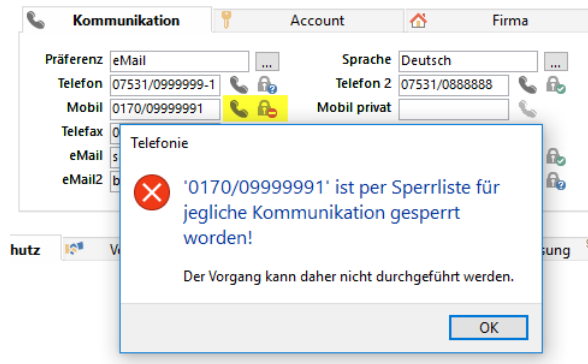 Kommunikation Account Firma
Präferenz eMail ... Sprache Deutsch ...
Telefon 07531/0999999-1 Telefon 2 07531/0888888
Mobil 0170/09999991 Mobil privat
Telefax 0
eMail s
eMail2 b
Telefonie
'0170/09999991' ist per Sperrliste für
jegliche Kommunikation gesperrt
worden!
Der Vorgang kann daher nicht durchgeführt werden.
OK
hutz V sung